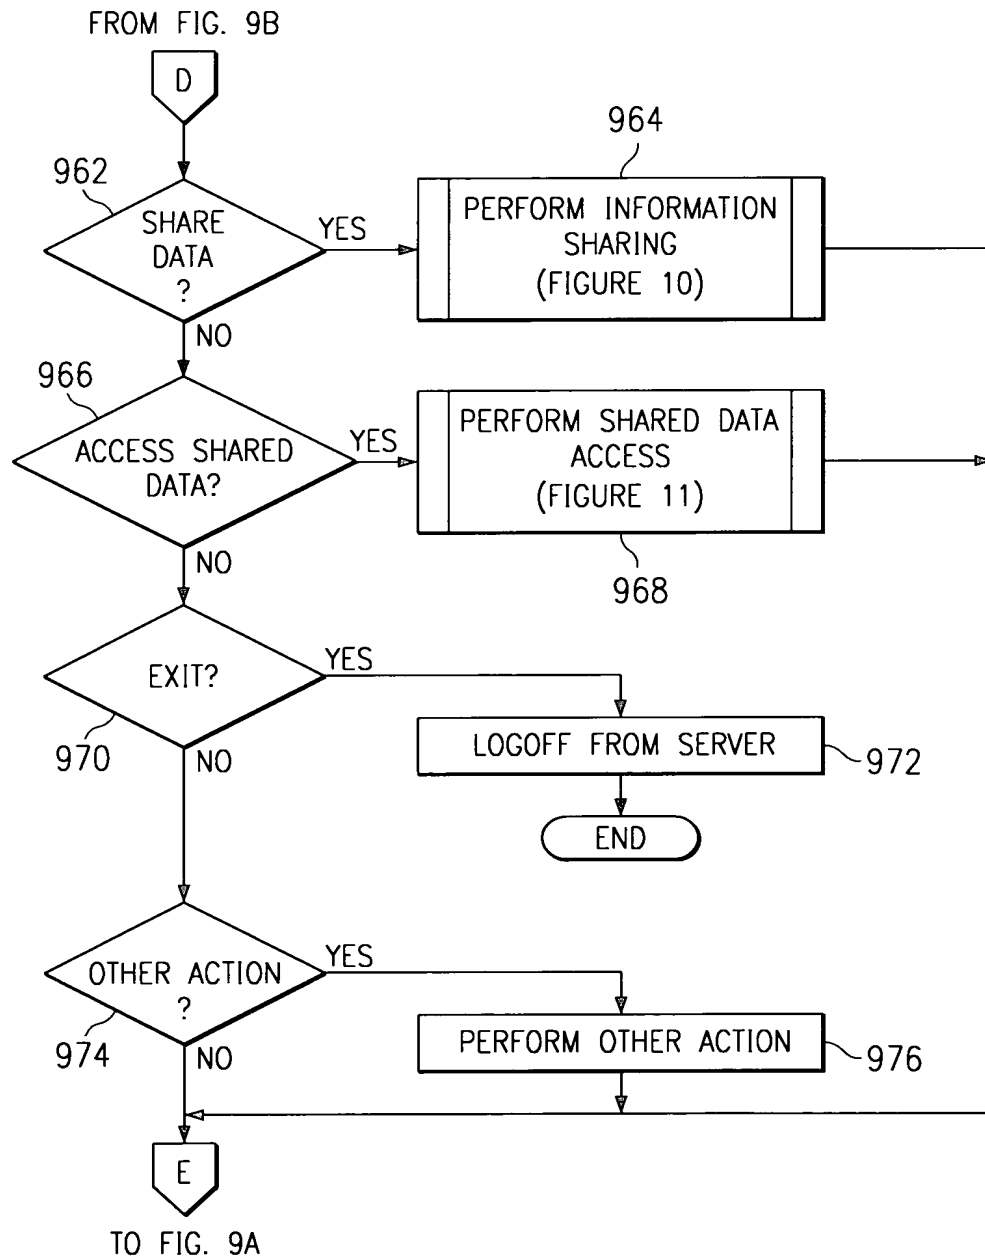 FROM FIG. 9B
D
964
962
SHARE
DATA
?
YES
PERFORM INFORMATION
SHARING
(FIGURE 10)
NO
966
ACCESS SHARED
DATA?
YES
PERFORM SHARED DATA
ACCESS
(FIGURE 11)
NO
968
EXIT?
YES
970
NO
LOGOFF FROM SERVER
972
END
OTHER ACTION
?
YES
974
NO
PERFORM OTHER ACTION
976
E
TO FIG. 9A